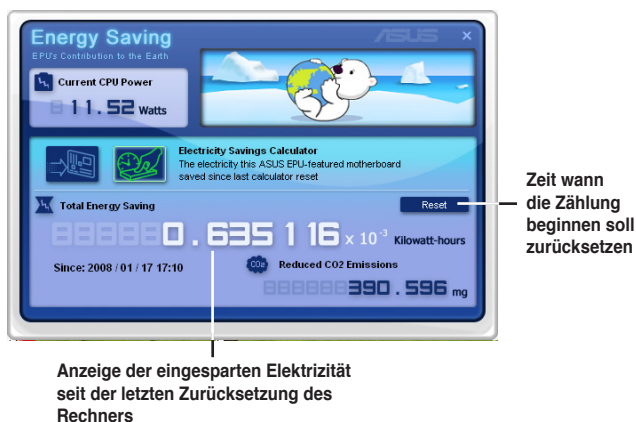 Energy Saving
EPU's Contribution to the Earth
ASUS
Current CPU Power
11.52 Watts
Electricity Savings Calculator
The electricity this ASUS EPU-featured motherboard
saved since last calculator reset
Total Energy Saving
Reset
0.635116 x 10-3 Kilowatt-hours
Since: 2008 / 01 / 17 17:10
CO2 Reduced CO2 Emissions
390.596 mg
Zeit wann
die Zählung
beginnen soll
zurücksetzen
Anzeige der eingesparten Elektrizität
seit der letzten Zurücksetzung des
Rechners